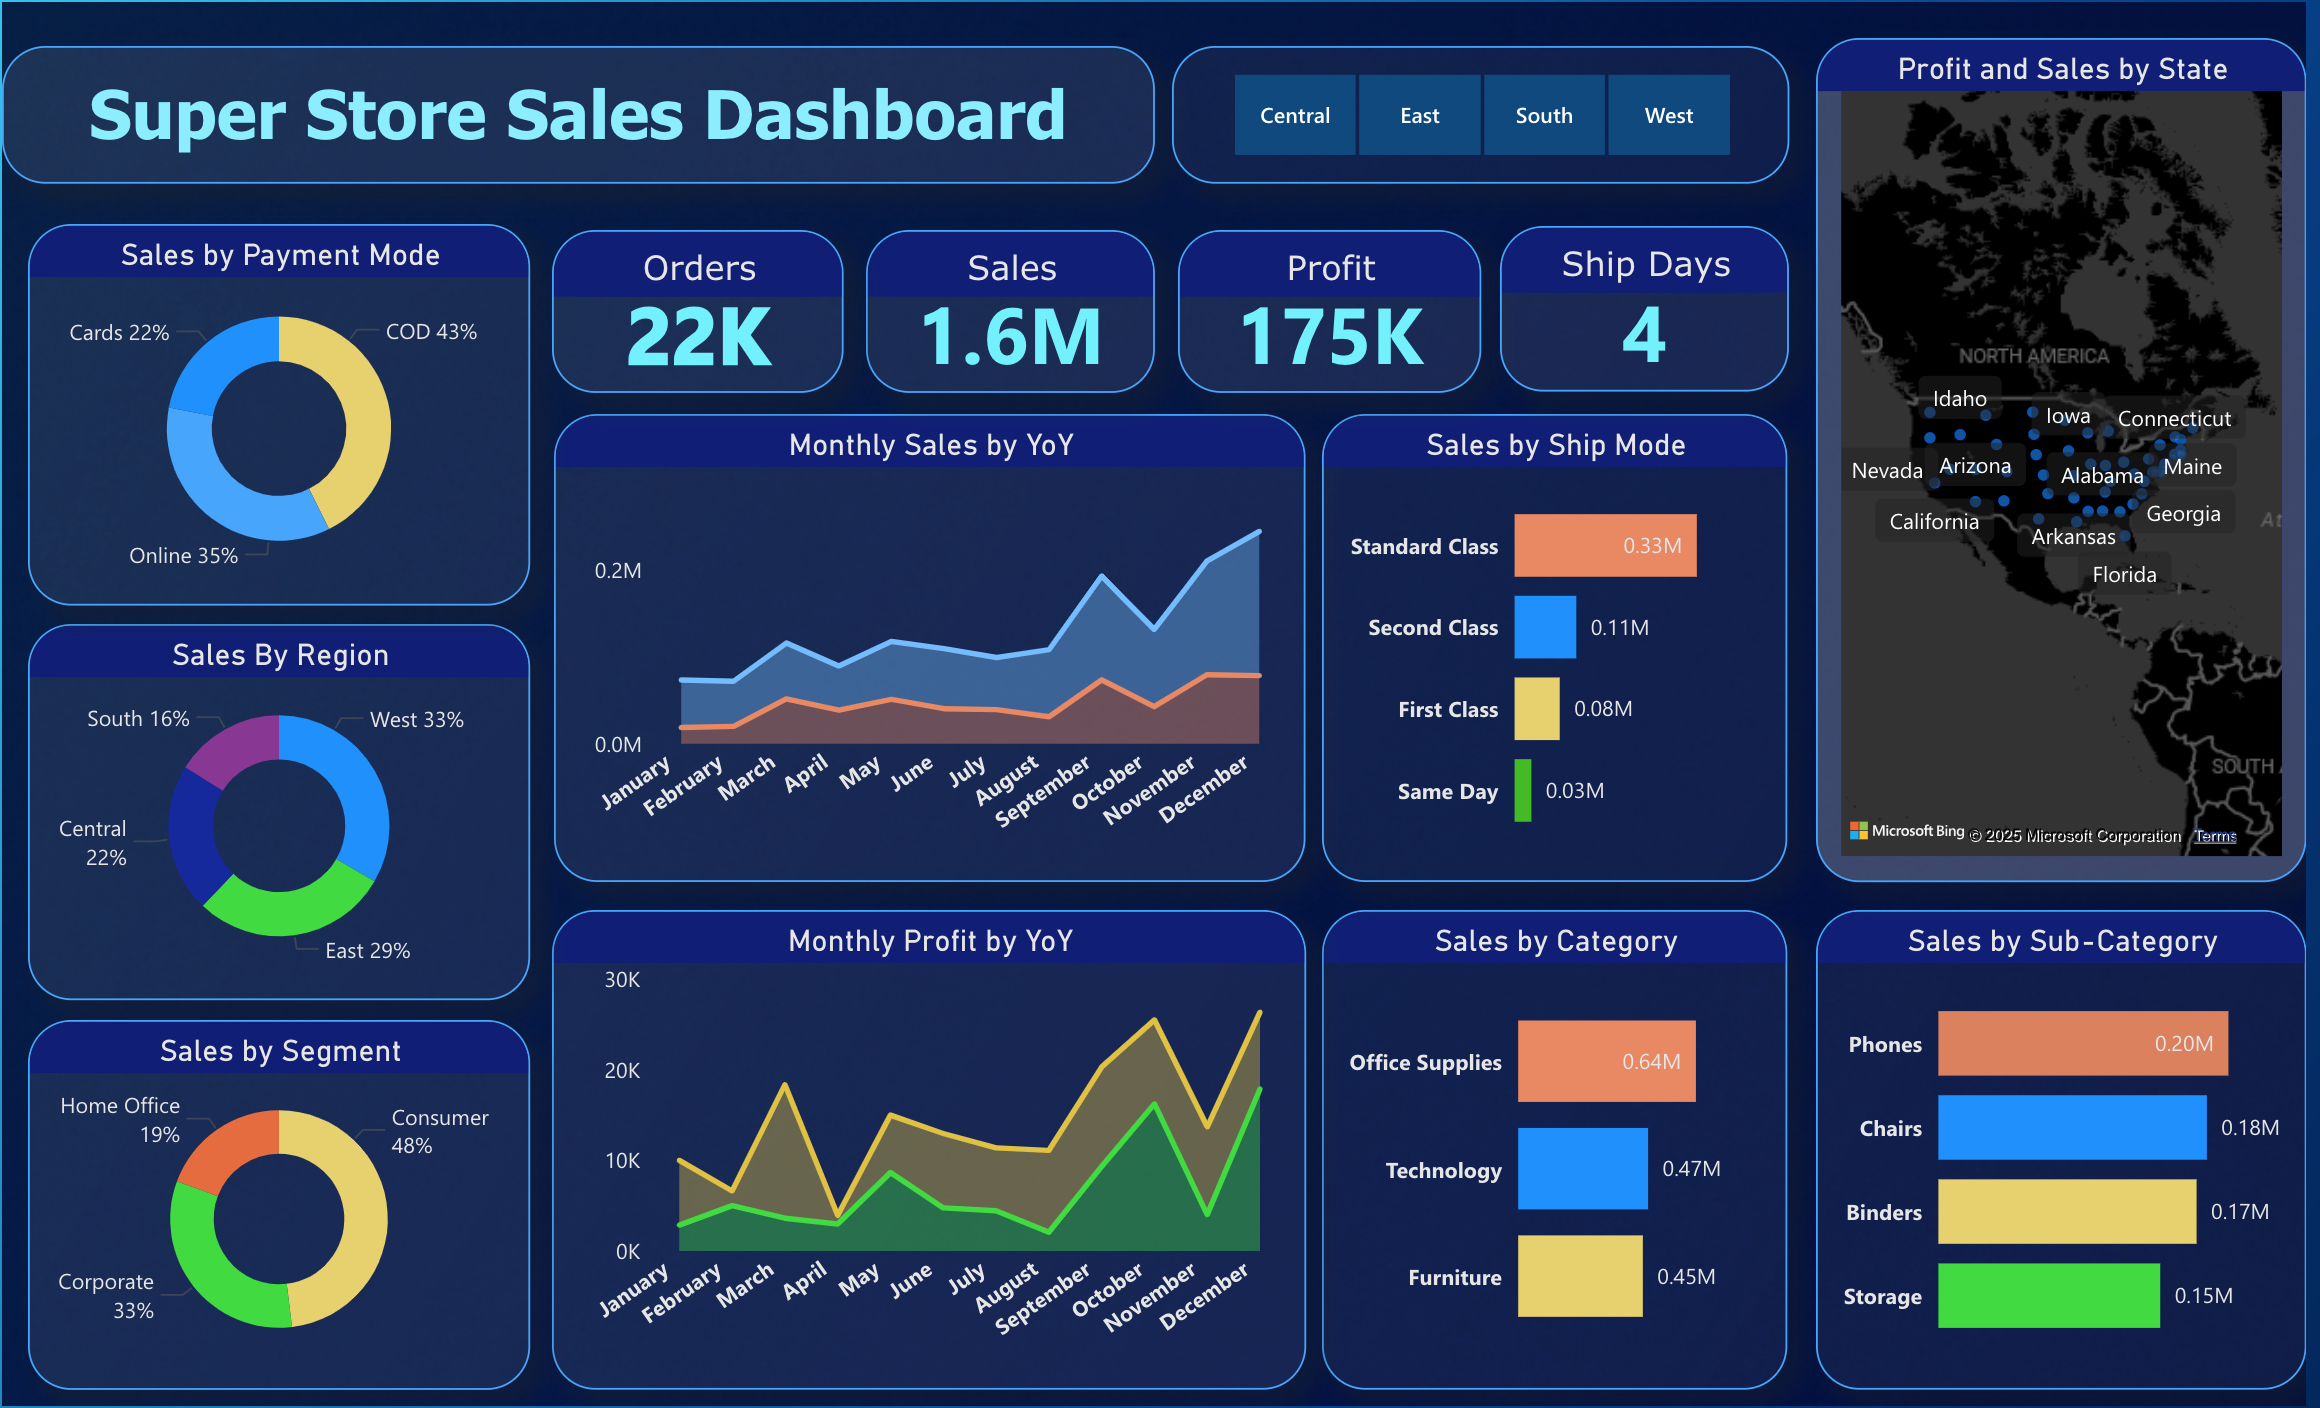 Super Store Sales Dashboard
Central
East
South
West
Profit and Sales by State
NORTH AMERICA
Idaho
Iowa
Connecticut
Nevada
Arizona
Alabama
Maine
California
Arkansas
Georgia
Florida
At
SOUTH A
Microsoft Bing
© 2025 Microsoft Corporation
Terms
Sales by Payment Mode
Cards 22%
COD 43%
Online 35%
Orders
22K
Sales
1.6M
Profit
175K
Ship Days
4
Monthly Sales by YoY
0.2M
0.0M
January
February
March
April
May
June
July
August
September
October
November
December
Sales by Ship Mode
Standard Class
0.33M
Second Class
0.11M
First Class
0.08M
Same Day
0.03M
Sales By Region
South 16%
West 33%
Central
22%
East 29%
Sales by Segment
Home Office
19%
Consumer
48%
Corporate
33%
Monthly Profit by YoY
30K
20K
10K
0K
January
February
March
April
May
June
July
August
September
October
November
December
Sales by Category
Office Supplies
0.64M
Technology
0.47M
Furniture
0.45M
Sales by Sub-Category
Phones
0.20M
Chairs
0.18M
Binders
0.17M
Storage
0.15M